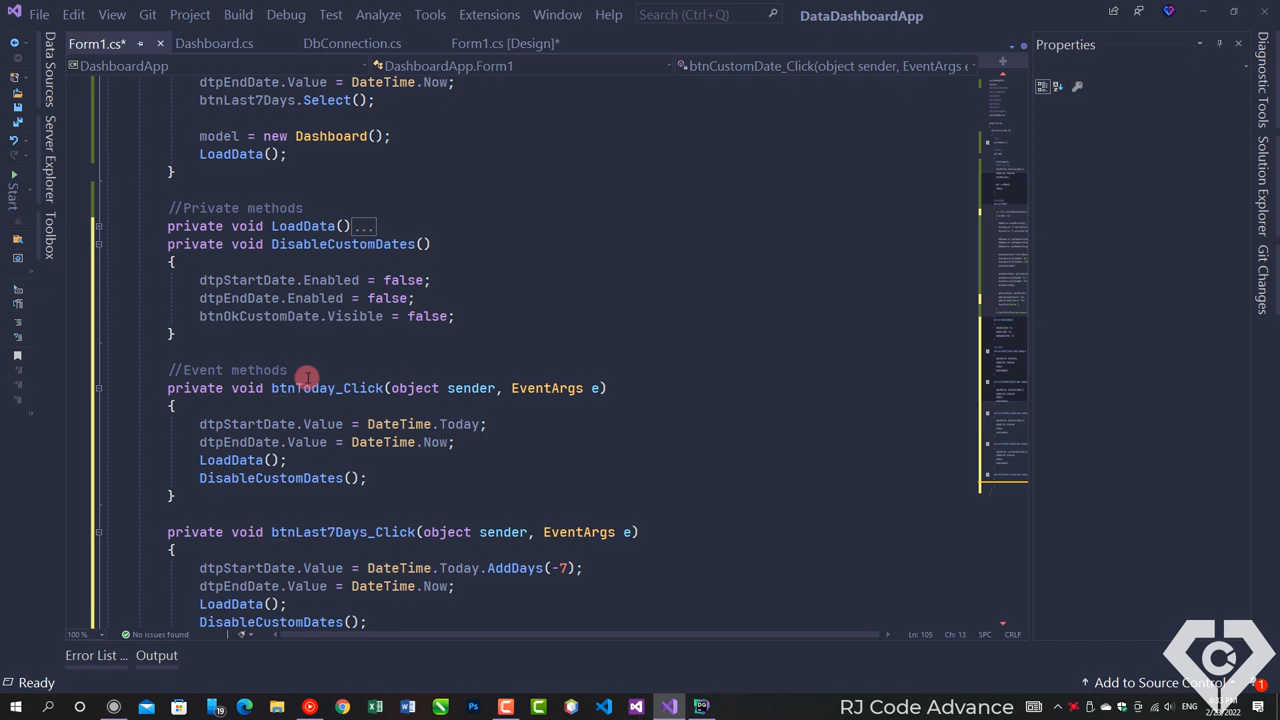 File Edit View Git Project Build Debug Test Analyze Tools Extensions Window Help Search (Ctrl+Q) DataDashboardApp
Form1.cs* Dashboard.cs DbConnection.cs Form1.cs [Design]*
DashboardApp DashboardApp.Form1 btnCustomDate_Click(object sender, EventArgs e
Properties
Data Sources Server Explorer Toolbox
Diagnostic Tools Solution Explorer Git Changes
Start
dtpEndDate.Value = DateTime.Now;
btnLast7Days.Select();
model = new Dashboard();
LoadData();
}
//Private methods
private void LoadData()...
private void DisableCustomDates()
{
dtpStartDate.Enabled = false;
dtpEndDate.Enabled = false;
btnOkCustomDate.Visible = false;
}
//Event methods
private void btnToday_Click(object sender, EventArgs e)
{
dtpStartDate.Value = DateTime.Today;
dtpEndDate.Value = DateTime.Now;
LoadData();
DisableCustomDates();
}
private void btnLast7Days_Click(object sender, EventArgs e)
{
dtpStartDate.Value = DateTime.Today.AddDays(-7);
dtpEndDate.Value = DateTime.Now;
LoadData();
DisableCustomDates();
100 % No issues found Ln: 105 Ch: 13 SPC CRLF
Error List ... Output
Ready Add to Source Control 1
RJ Code Advance